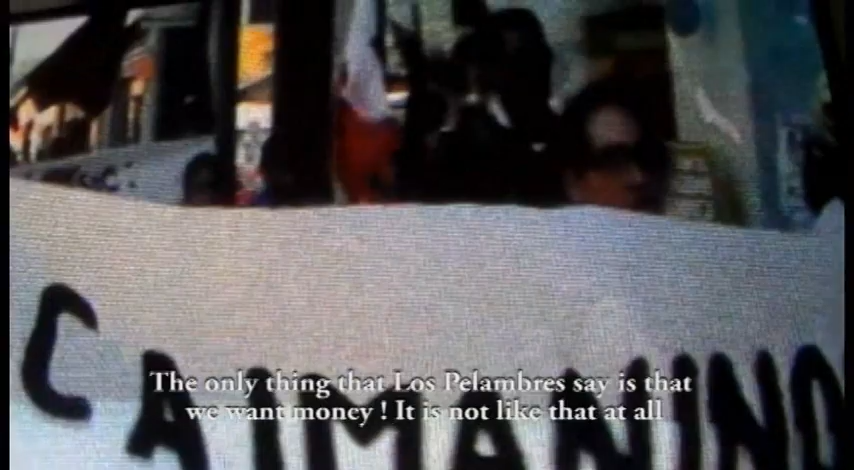 CAIMANINO
The only thing that Los Pelambres say is that
we want money ! It is not like that at all